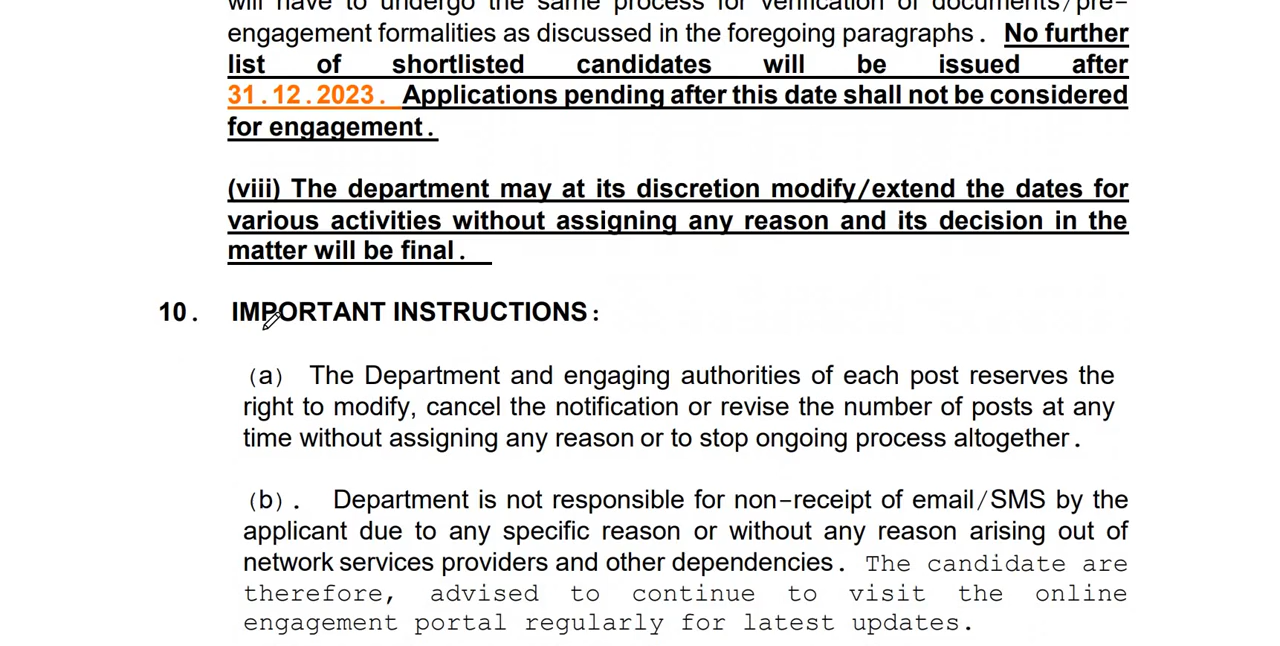 will have to undergo the same process for verification of documents/pre-
engagement formalities as discussed in the foregoing paragraphs. No further
list of shortlisted candidates will be issued after
31.12.2023. Applications pending after this date shall not be considered
for engagement.
(viii) The department may at its discretion modify/extend the dates for
various activities without assigning any reason and its decision in the
matter will be final.
10. IMPORTANT INSTRUCTIONS:
(a) The Department and engaging authorities of each post reserves the
right to modify, cancel the notification or revise the number of posts at any
time without assigning any reason or to stop ongoing process altogether.
(b). Department is not responsible for non-receipt of email/SMS by the
applicant due to any specific reason or without any reason arising out of
network services providers and other dependencies. The candidate are
therefore, advised to continue to visit the online
engagement portal regularly for latest updates.